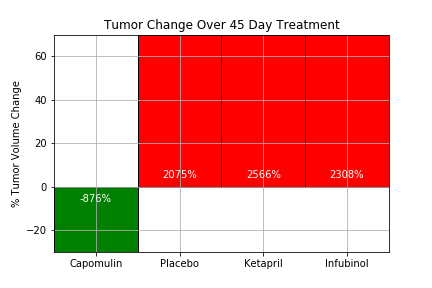 Tumor Change Over 45 Day Treatment
% Tumor Volume Change
60
40
20
0
−20
-876%
2075%
2566%
2308%
Capomulin
Placebo
Ketapril
Infubinol